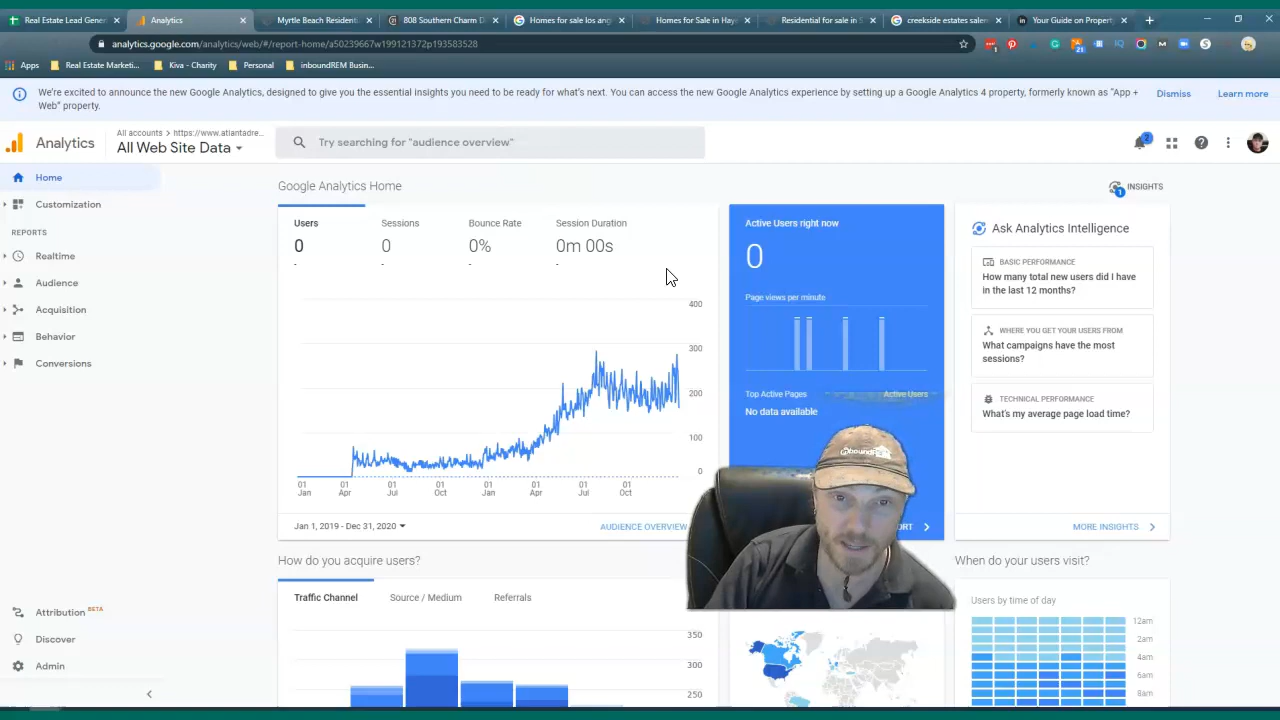 Real Estate Lead Gener
Analytics
Myrtle Beach Residenti
808 Southern Charm D
Homes for sale los ang
Homes for Sale in Haye
Residential for sale in S
creekside estates salem
Your Guide on Propert
analytics.google.com/analytics/web/#/report-home/a50239667w199121372p193583528
Apps
Real Estate Marketi...
Kiva - Charity
Personal
inboundREM Busin...
We're excited to announce the new Google Analytics, designed to give you the essential insights you need to be ready for what's next. You can access the new Google Analytics experience by setting up a Google Analytics 4 property, formerly known as "App +
Web" property.
Dismiss
Learn more
Analytics
All accounts > https://www.atlantadre...
All Web Site Data
Try searching for "audience overview"
2
Home
Customization
REPORTS
Realtime
Audience
Acquisition
Behavior
Conversions
Attribution BETA
Discover
Admin
Google Analytics Home
INSIGHTS
1
Users
Sessions
Bounce Rate
Session Duration
0
0
0%
0m 00s
-
-
-
-
400
300
200
100
0
01 Jan
01 Apr
01 Jul
01 Oct
01 Jan
01 Apr
01 Jul
01 Oct
Jan 1, 2019 - Dec 31, 2020
AUDIENCE OVERVIEW
Active Users right now
0
Page views per minute
Top Active Pages
Active Users
No data available
ORT
Ask Analytics Intelligence
BASIC PERFORMANCE
How many total new users did I have
in the last 12 months?
WHERE YOU GET YOUR USERS FROM
What campaigns have the most
sessions?
TECHNICAL PERFORMANCE
What's my average page load time?
MORE INSIGHTS
How do you acquire users?
Traffic Channel
Source / Medium
Referrals
350
300
250
When do your users visit?
Users by time of day
12am
2am
4am
6am
8am